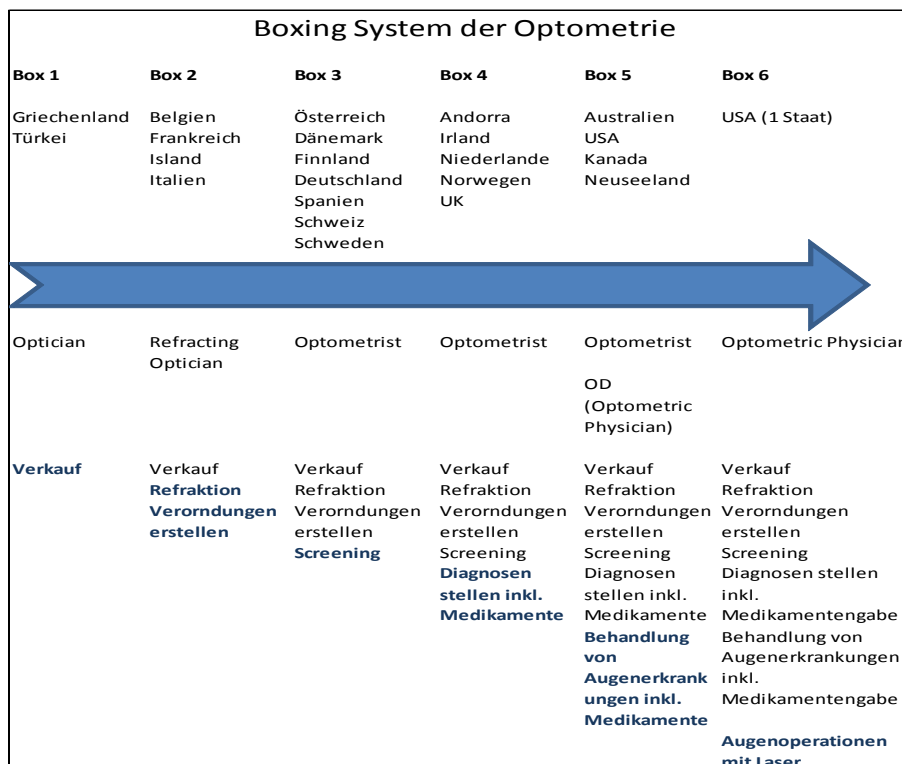 Boxing System der Optometrie
Box 1
Box 2
Box 3
Box 4
Box 5
Box 6
Griechenland
Türkei
Belgien
Frankreich
Island
Italien
Österreich
Dänemark
Finnland
Deutschland
Spanien
Schweiz
Schweden
Andorra
Irland
Niederlande
Norwegen
UK
Australien
USA
Kanada
Neuseeland
USA (1 Staat)
Optician
Refracting
Optician
Optometrist
Optometrist
Optometrist
OD
(Optometric
Physician)
Optometric Physician
Verkauf
Verkauf
Refraktion
Verorndungen
erstellen
Verkauf
Refraktion
Verorndungen
erstellen
Screening
Verkauf
Refraktion
Verorndungen
erstellen
Screening
Diagnosen
stellen inkl.
Medikamente
Verkauf
Refraktion
Verorndungen
erstellen
Screening
Diagnosen
stellen inkl.
Medikamente
Behandlung
von
Augenerkrank
ungen inkl.
Medikamente
Verkauf
Refraktion
Verorndungen
erstellen
Screening
Diagnosen stellen
inkl.
Medikamentengabe
Behandlung von
Augenerkrankungen
inkl.
Medikamentengabe
Augenoperationen
mit Laser